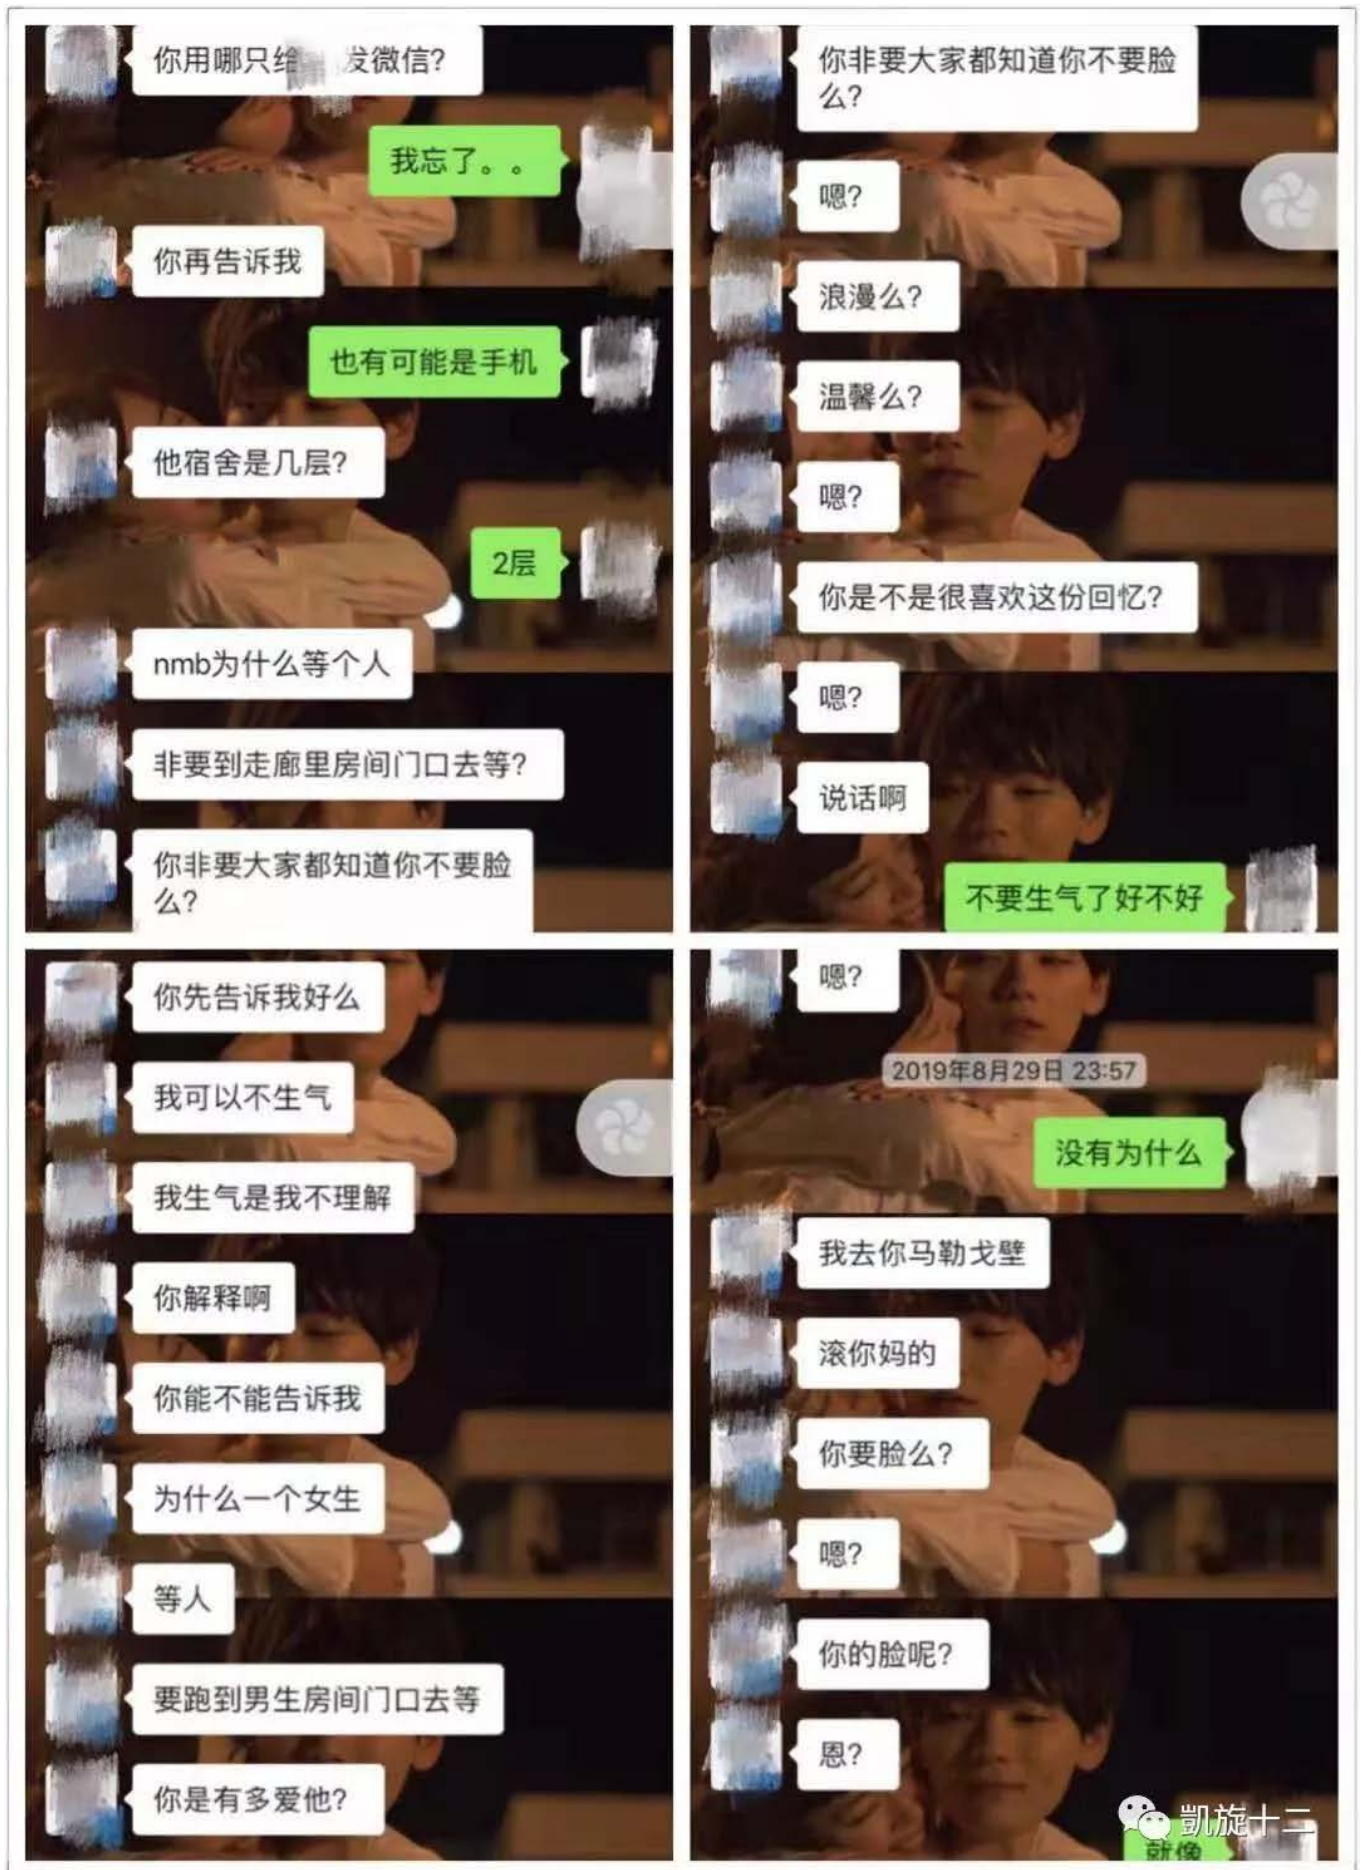 你用哪只给 发微信?
我忘了。。
你再告诉我
也有可能是手机
他宿舍是几层?
2层
nmb为什么等个人
非要到走廊里房间门口去等?
你非要大家都知道你不要脸
么?
你非要大家都知道你不要脸
么?
嗯?
浪漫么?
温馨么?
嗯?
你是不是很喜欢这份回忆?
嗯?
说话啊
不要生气了好不好
你先告诉我好么
我可以不生气
我生气是我不理解
你解释啊
你能不能告诉我
为什么一个女生
等人
要跑到男生房间门口去等
你是有多爱他?
嗯?
2019年8月29日 23:57
没有为什么
我去你马勒戈壁
滚你妈的
你要脸么?
嗯?
你的脸呢?
恩?
就像
凱旋十二